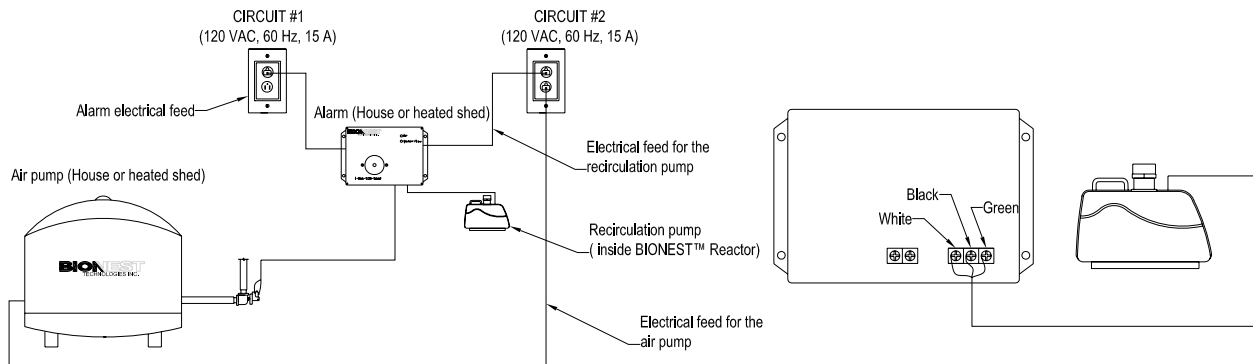 CIRCUIT #1
(120 VAC, 60 Hz, 15 A)
CIRCUIT #2
(120 VAC, 60 Hz, 15 A)
Alarm electrical feed
Alarm (House or heated shed)
Electrical feed for the
recirculation pump
Air pump (House or heated shed)
Recirculation pump
( inside BIONEST™ Reactor)
BIONEST
TECHNOLOGIES INC.
Electrical feed for the
air pump
Black
White
Green